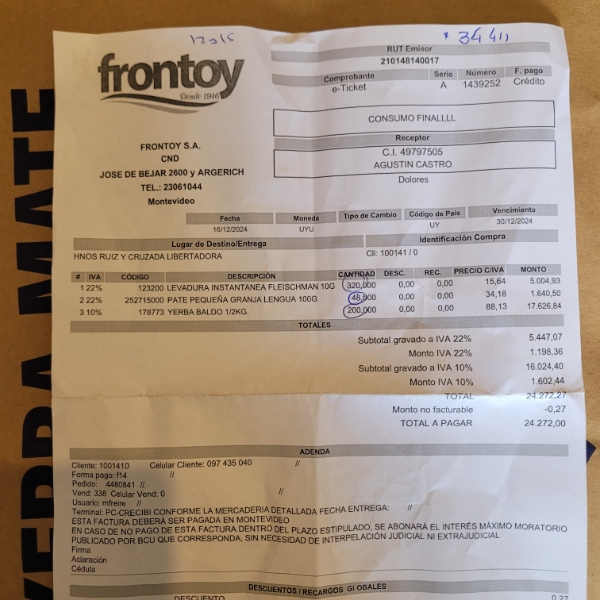 $ 34 411
frontoy
Desde 1916
RUT Emisor
210148140017
Comprobante Serie Número F. pago
e-Ticket A 1439252 Crédito
CONSUMO FINALLLL
Receptor
C.I. 49797505
AGUSTIN CASTRO
Dolores
FRONTOY S.A.
CND
JOSE DE BEJAR 2600 y ARGERICH
TEL.: 23061044
Montevideo
Fecha Moneda Tipo de Cambio Código de País Vencimiento
16/12/2024 UYU UY 30/12/2024
Lugar de Destino/Entrega Identificación Compra
HNOS RUIZ Y CRUZADA LIBERTADORA Cli: 100141 / 0
# IVA CÓDIGO DESCRIPCIÓN CANTIDAD DESC. REC. PRECIO C/IVA MONTO
1 22% 123200 LEVADURA INSTANTANEA FLEISCHMAN 10G 320,000 0,00 0,00 15,64 5.004,93
2 22% 252715000 PATE PEQUEÑA GRANJA LENGUA 100G 48,000 0,00 0,00 34,18 1.640,50
3 10% 178773 YERBA BALDO 1/2KG. 200,000 0,00 0,00 88,13 17.626,84
TOTALES
Subtotal gravado a IVA 22% 5.447,07
Monto IVA 22% 1.198,36
Subtotal gravado a IVA 10% 16.024,40
Monto IVA 10% 1.602,44
TOTAL 24.272,27
Monto no facturable -0,27
TOTAL A PAGAR 24.272,00
ADENDA
Cliente: 1001410 Celular Cliente: 097 435 040 //
Forma pago: f14 //
Pedido: 4480841 //
Vend: 338 Celular Vend: 0 //
Usuario: mfreire //
Terminal: PC-CRECIBI CONFORME LA MERCADERIA DETALLADA FECHA ENTREGA: //
ESTA FACTURA DEBERÁ SER PAGADA EN MONTEVIDEO
EN CASO DE NO PAGO DE ESTA FACTURA DENTRO DEL PLAZO ESTIPULADO, SE ABONARÁ EL INTERÉS MÁXIMO MORATORIO
PUBLICADO POR BCU QUE CORRESPONDA, SIN NECESIDAD DE INTERPELACIÓN JUDICIAL NI EXTRAJUDICIAL
Firma
Aclaración
Cédula
DESCUENTOS / RECARGOS GLOBALES
DESCUENTO 0,27
YERBA MATE